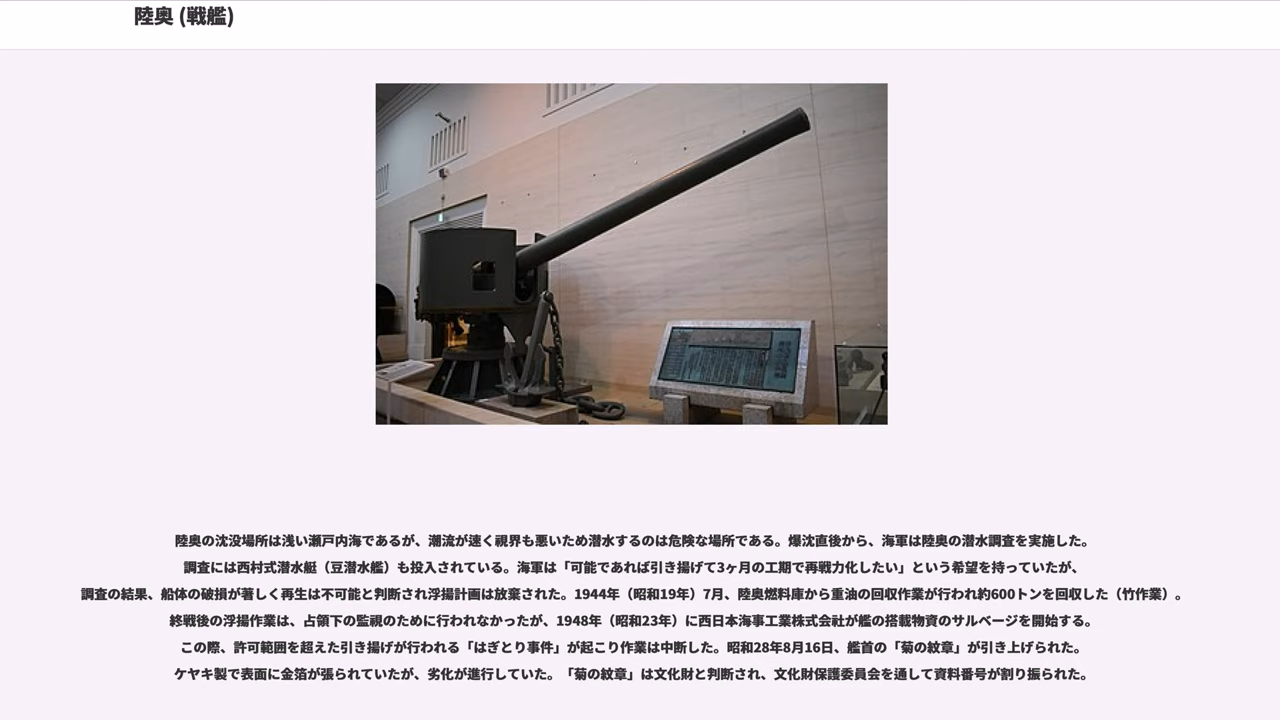 陸奥 (戦艦)
陸奥の沈没場所は浅い瀬戸内海であるが、潮流が速く視界も悪いため潜水するのは危険な場所である。爆沈直後から、海軍は陸奥の潜水調査を実施した。
調査には西村式潜水艇（豆潜水艦）も投入されている。海軍は「可能であれば引き揚げて3ヶ月の工期で再戦力化したい」という希望を持っていたが、
調査の結果、船体の破損が著しく再生は不可能と判断され浮揚計画は放棄された。1944年（昭和19年）7月、陸奥燃料庫から重油の回収作業が行われ約600トンを回収した（竹作業）。
終戦後の浮揚作業は、占領下の監視のために行われなかったが、1948年（昭和23年）に西日本海事工業株式会社が艦の搭載物資のサルベージを開始する。
この際、許可範囲を超えた引き揚げが行われる「はぎとり事件」が起こり作業は中断した。昭和28年8月16日、艦首の「菊の紋章」が引き上げられた。
ケヤキ製で表面に金箔が張られていたが、劣化が進行していた。「菊の紋章」は文化財と判断され、文化財保護委員会を通して資料番号が割り振られた。